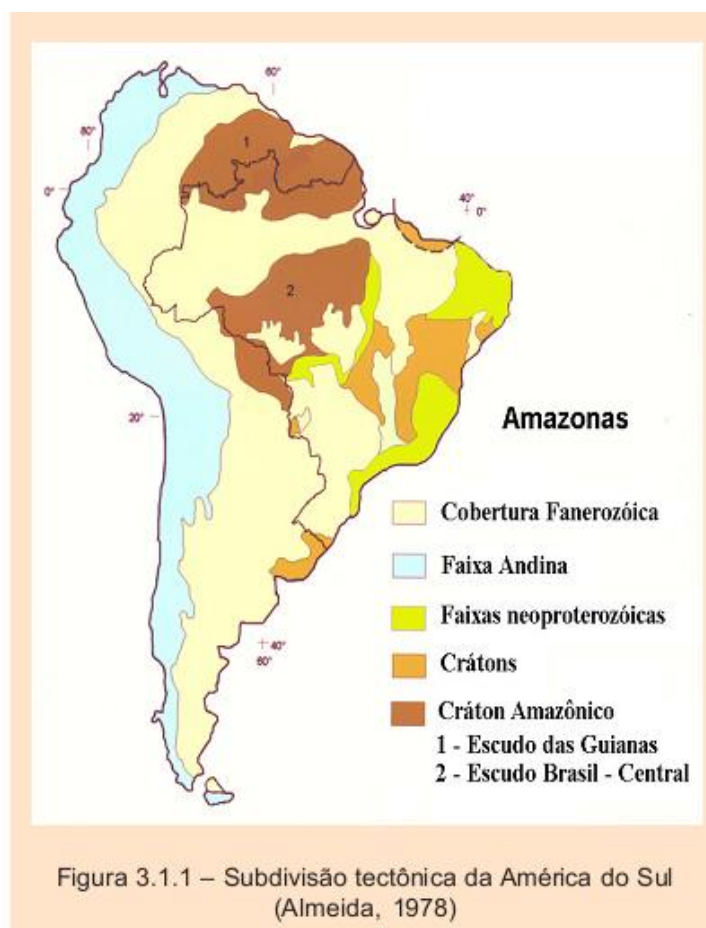 60°
80°
1
0°
40°
0°
2
20°
Amazonas
Cobertura Fanerozóica
Faixa Andina
Faixas neoproterozóicas
40°
60°
Crátons
Cráton Amazônico
1 - Escudo das Guianas
2 - Escudo Brasil - Central
Figura 3.1.1 – Subdivisão tectônica da América do Sul
(Almeida, 1978)